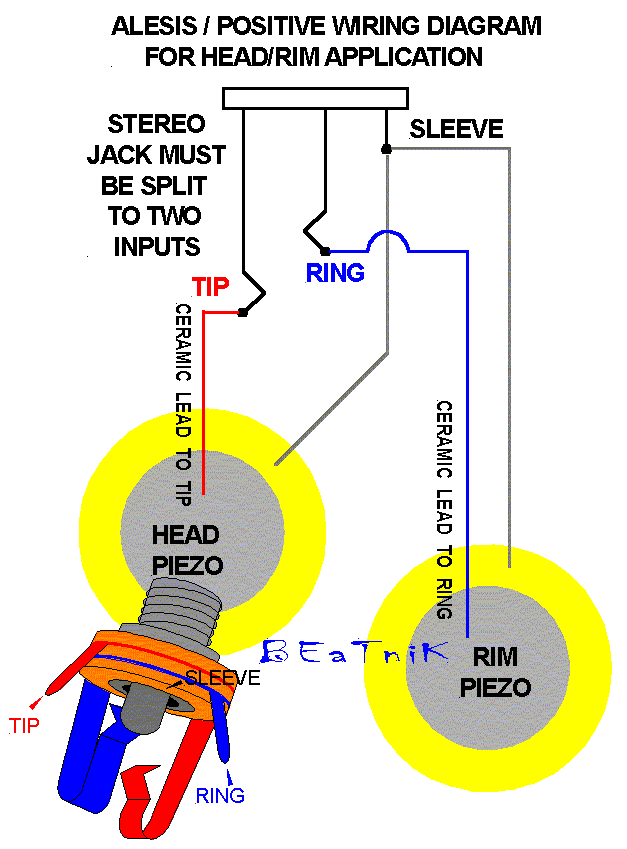 ALESIS / POSITIVE WIRING DIAGRAM
FOR HEAD/RIM APPLICATION
STEREO
JACK MUST
BE SPLIT
TO TWO
INPUTS
SLEEVE
TIP
RING
CERAMIC LEAD TO TIP
CERAMIC LEAD TO RING
HEAD
PIEZO
BEaTniK
RIM
PIEZO
SLEEVE
TIP
RING